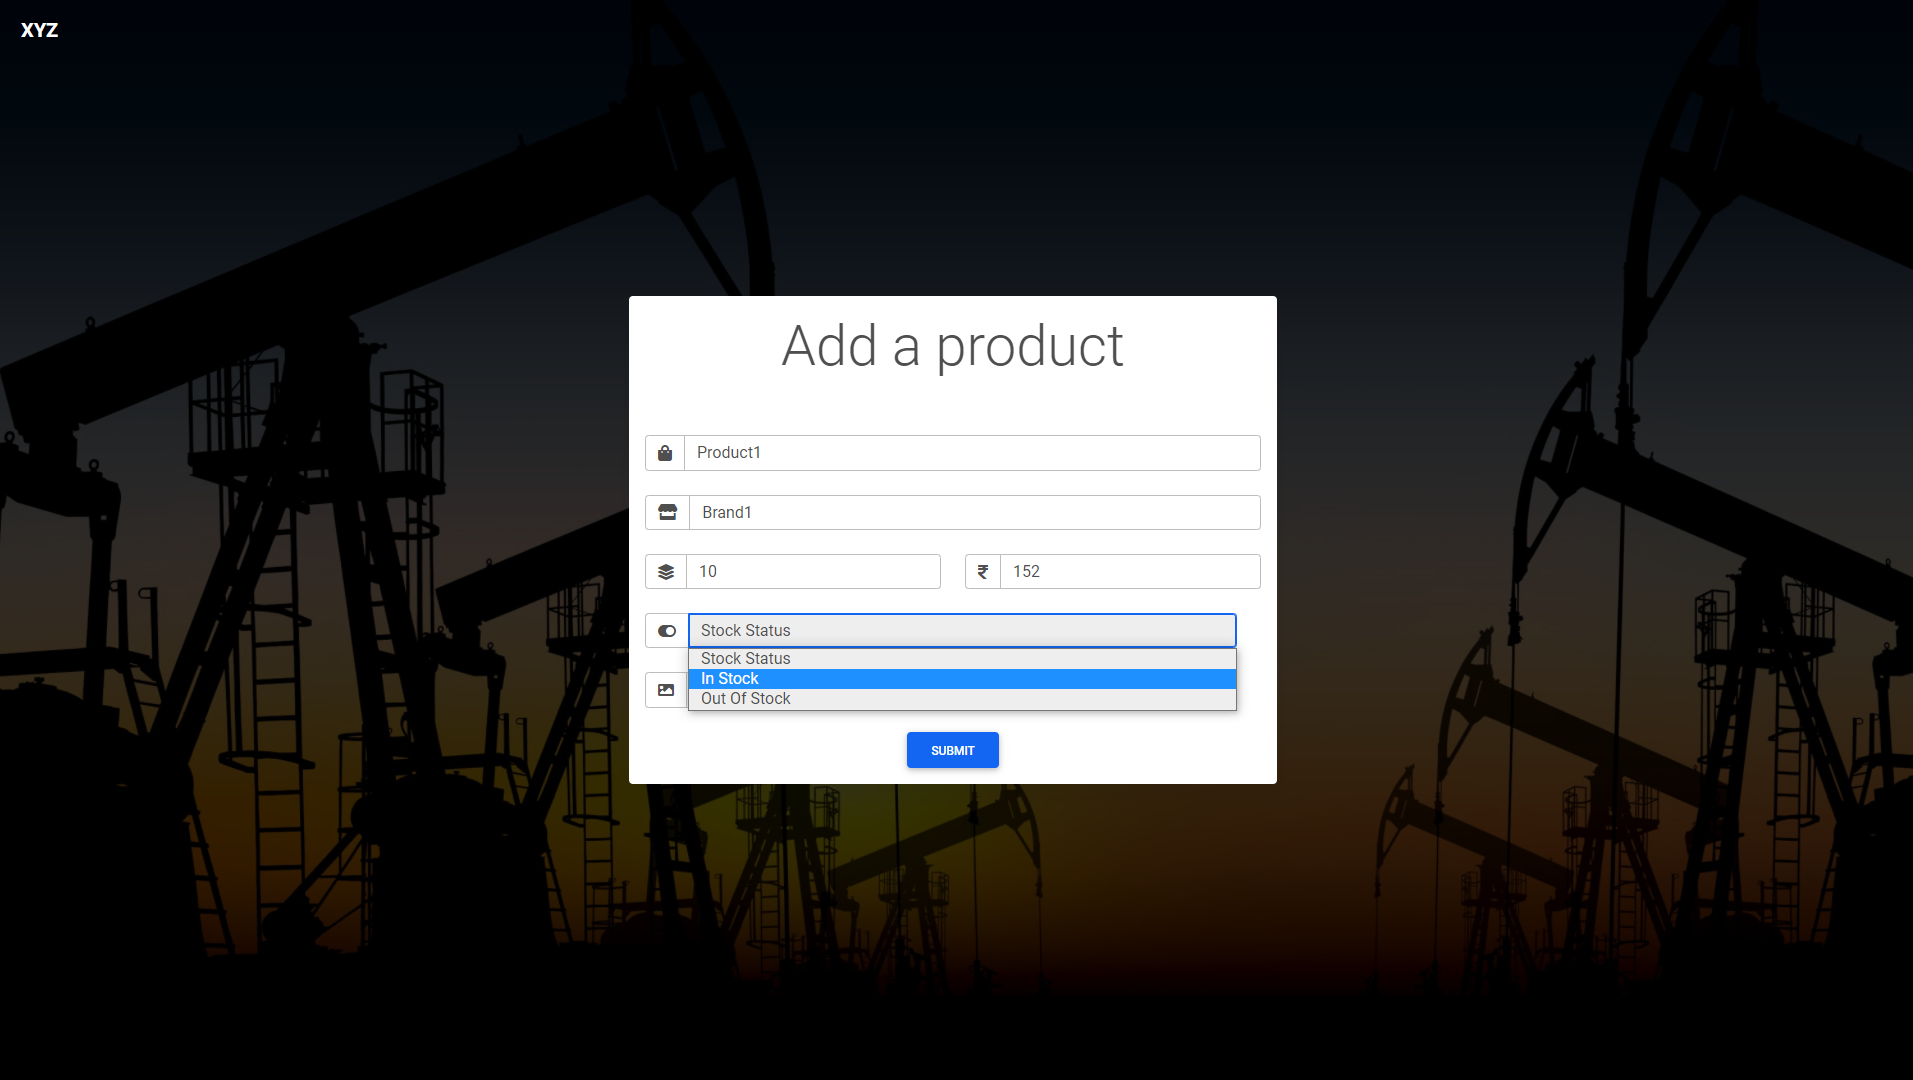 XYZ
Add a product
Product1
Brand1
10
₹ 152
Stock Status
Stock Status
In Stock
Out Of Stock
SUBMIT